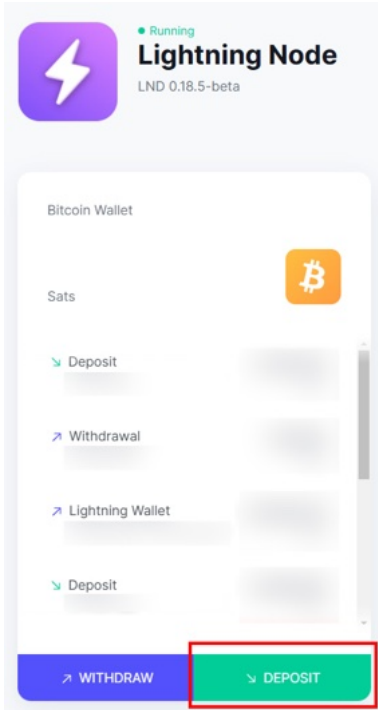 Running
Lightning Node
LND 0.18.5-beta
Bitcoin Wallet
Sats
Deposit
Withdrawal
Lightning Wallet
Deposit
WITHDRAW
DEPOSIT